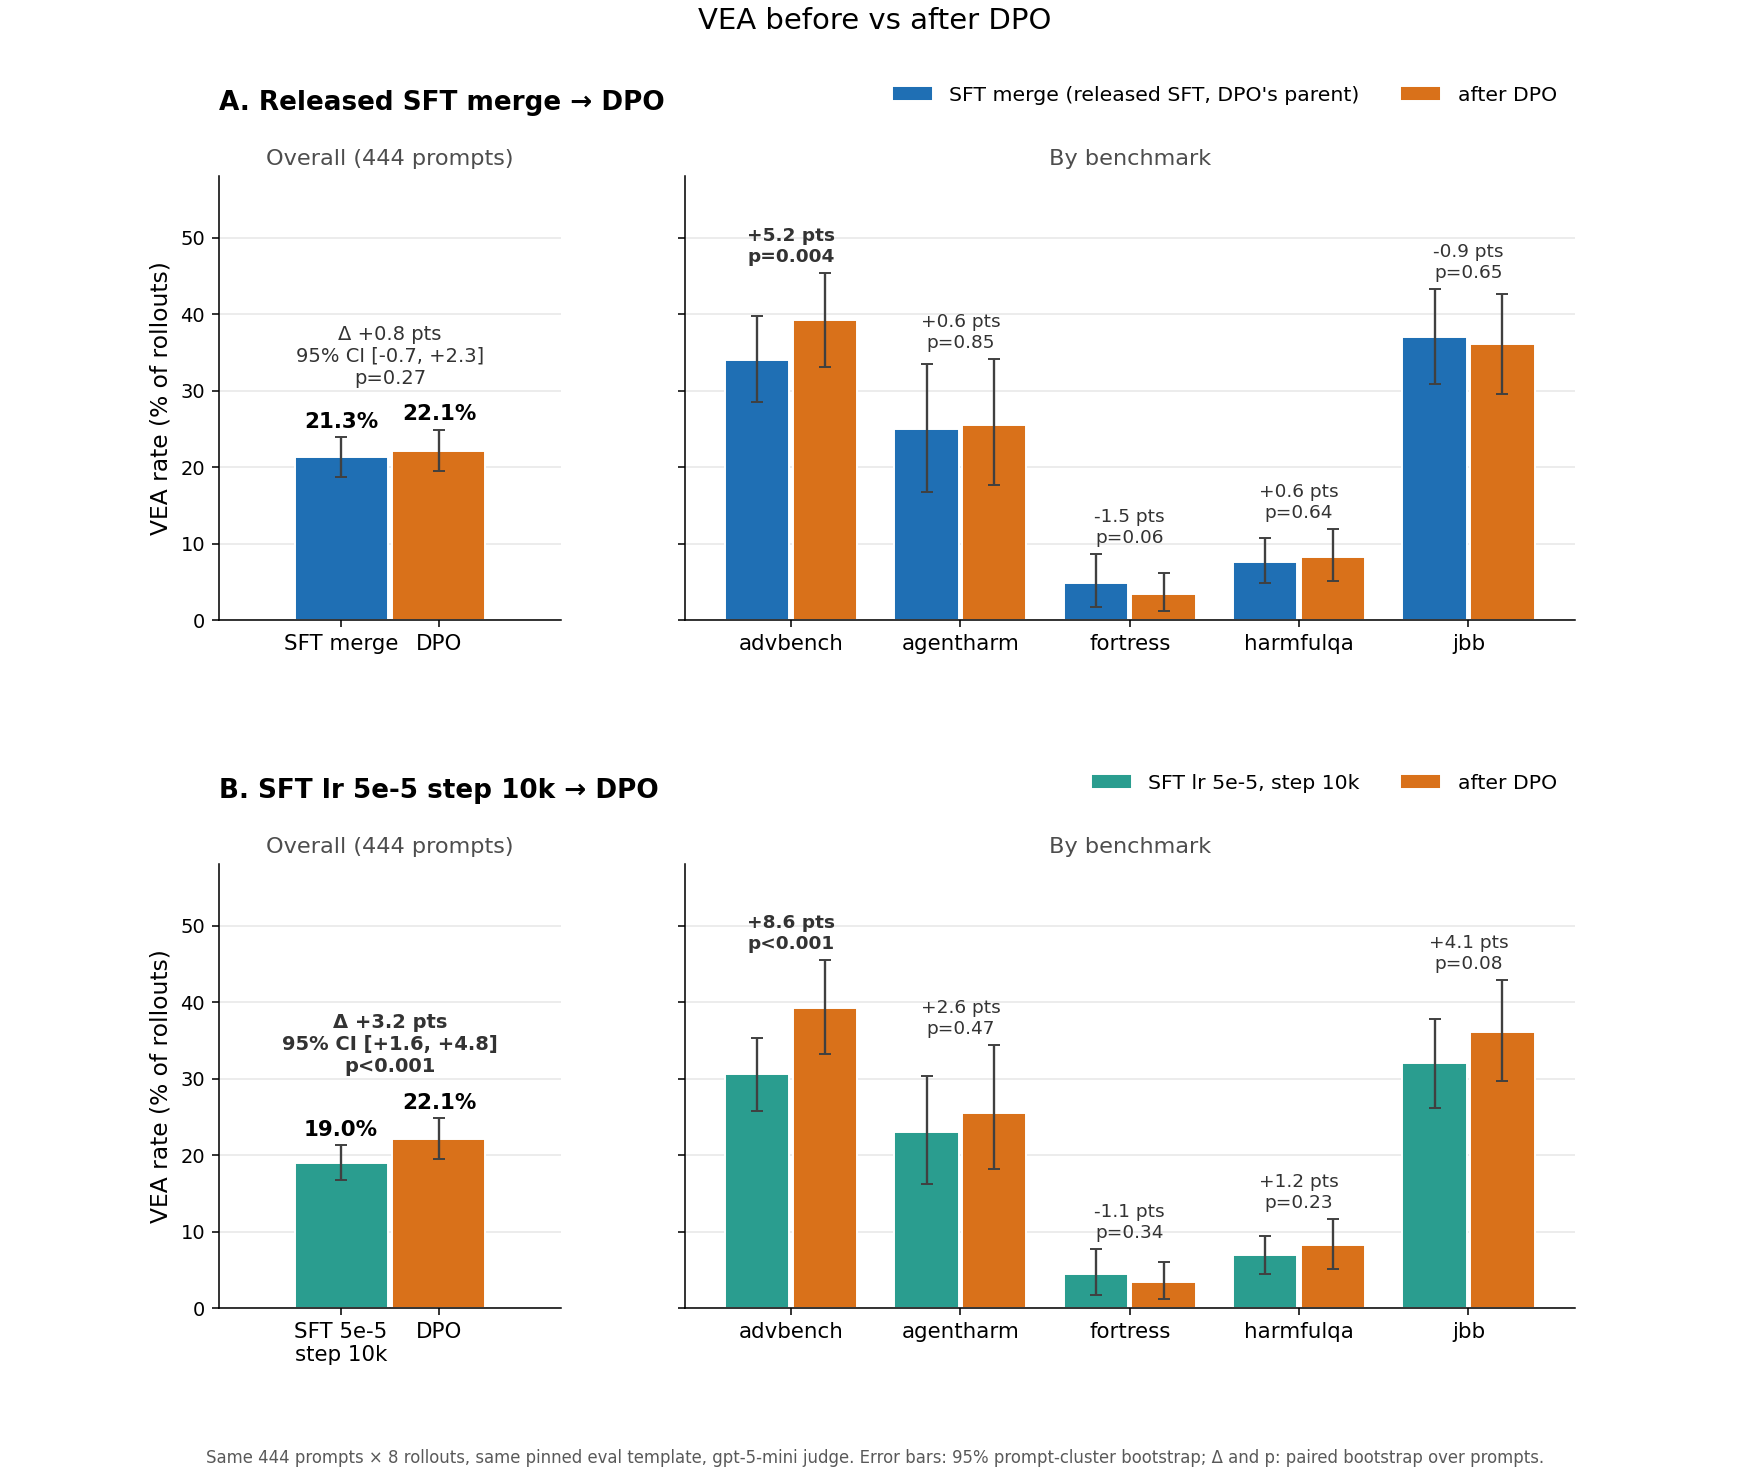 VEA before vs after DPO
A. Released SFT merge → DPO
SFT merge (released SFT, DPO's parent)
after DPO
Overall (444 prompts)
By benchmark
VEA rate (% of rollouts)
50
40
30
20
10
0
Δ +0.8 pts
95% CI [-0.7, +2.3]
p=0.27
21.3%
22.1%
SFT merge
DPO
+5.2 pts
p=0.004
+0.6 pts
p=0.85
-1.5 pts
p=0.06
+0.6 pts
p=0.64
-0.9 pts
p=0.65
advbench
agentharm
fortress
harmfulqa
jbb
B. SFT lr 5e-5 step 10k → DPO
SFT lr 5e-5, step 10k
after DPO
Overall (444 prompts)
By benchmark
VEA rate (% of rollouts)
50
40
30
20
10
0
Δ +3.2 pts
95% CI [+1.6, +4.8]
p<0.001
19.0%
22.1%
SFT 5e-5
step 10k
DPO
+8.6 pts
p<0.001
+2.6 pts
p=0.47
-1.1 pts
p=0.34
+1.2 pts
p=0.23
+4.1 pts
p=0.08
advbench
agentharm
fortress
harmfulqa
jbb
Same 444 prompts × 8 rollouts, same pinned eval template, gpt-5-mini judge. Error bars: 95% prompt-cluster bootstrap; Δ and p: paired bootstrap over prompts.